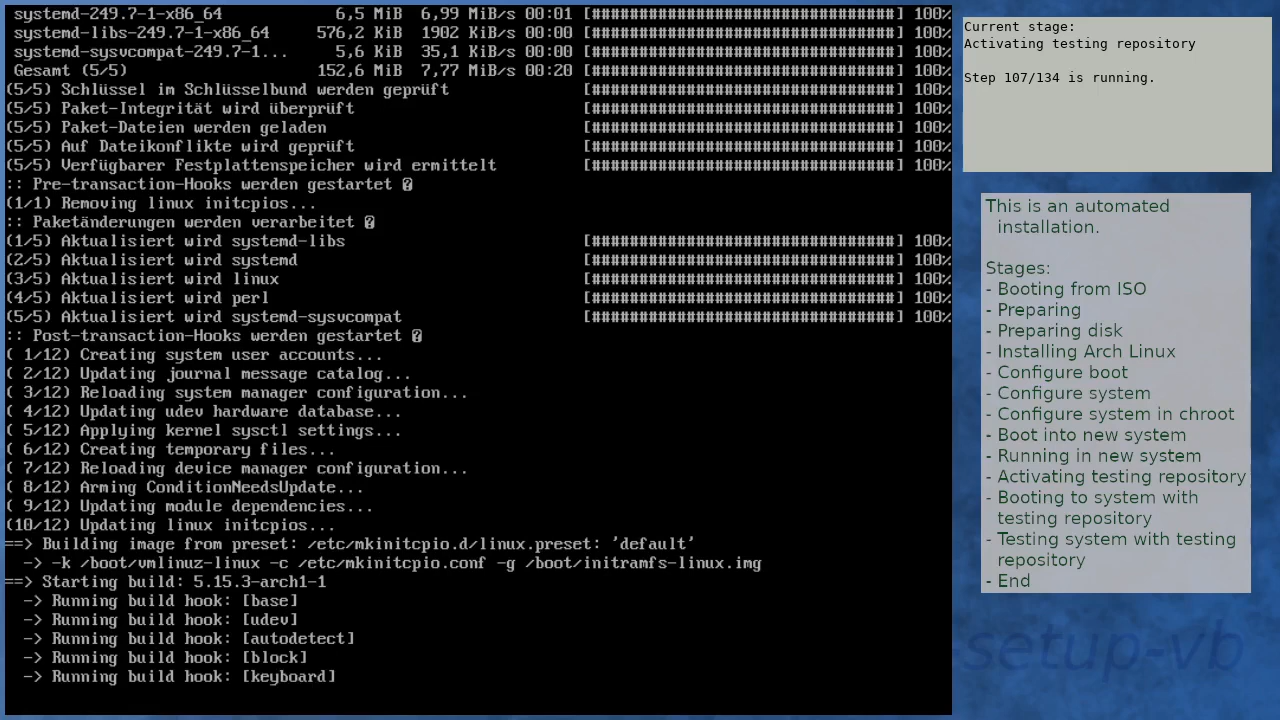 systemd-249.7-1-x86_64 6,5 MiB 6,99 MiB/s 00:01 [################################] 100%
systemd-libs-249.7-1-x86_64 576,2 KiB 1902 KiB/s 00:00 [################################] 100%
systemd-sysvcompat-249.7-1... 5,6 KiB 35,1 KiB/s 00:00 [################################] 100%
Gesamt (5/5) 152,6 MiB 7,77 MiB/s 00:20 [################################] 100%
(5/5) Schlüssel im Schlüsselbund werden geprüft [################################] 100%
(5/5) Paket-Integrität wird überprüft [################################] 100%
(5/5) Paket-Dateien werden geladen [################################] 100%
(5/5) Auf Dateikonflikte wird geprüft [################################] 100%
(5/5) Verfügbarer Festplattenspeicher wird ermittelt [################################] 100%
:: Pre-transaction-Hooks werden gestartet �
(1/1) Removing linux initcpios...
:: Paketänderungen werden verarbeitet �
(1/5) Aktualisiert wird systemd-libs [################################] 100%
(2/5) Aktualisiert wird systemd [################################] 100%
(3/5) Aktualisiert wird linux [################################] 100%
(4/5) Aktualisiert wird perl [################################] 100%
(5/5) Aktualisiert wird systemd-sysvcompat [################################] 100%
:: Post-transaction-Hooks werden gestartet �
( 1/12) Creating system user accounts...
( 2/12) Updating journal message catalog...
( 3/12) Reloading system manager configuration...
( 4/12) Updating udev hardware database...
( 5/12) Applying kernel sysctl settings...
( 6/12) Creating temporary files...
( 7/12) Reloading device manager configuration...
( 8/12) Arming ConditionNeedsUpdate...
( 9/12) Updating module dependencies...
(10/12) Updating linux initcpios...
==> Building image from preset: /etc/mkinitcpio.d/linux.preset: 'default'
-> -k /boot/vmlinuz-linux -c /etc/mkinitcpio.conf -g /boot/initramfs-linux.img
==> Starting build: 5.15.3-arch1-1
-> Running build hook: [base]
-> Running build hook: [udev]
-> Running build hook: [autodetect]
-> Running build hook: [block]
-> Running build hook: [keyboard]
Current stage:
Activating testing repository
Step 107/134 is running.
This is an automated
installation.
Stages:
- Booting from ISO
- Preparing
- Preparing disk
- Installing Arch Linux
- Configure boot
- Configure system
- Configure system in chroot
- Boot into new system
- Running in new system
- Activating testing repository
- Booting to system with
testing repository
- Testing system with testing
repository
- End
setup-vb